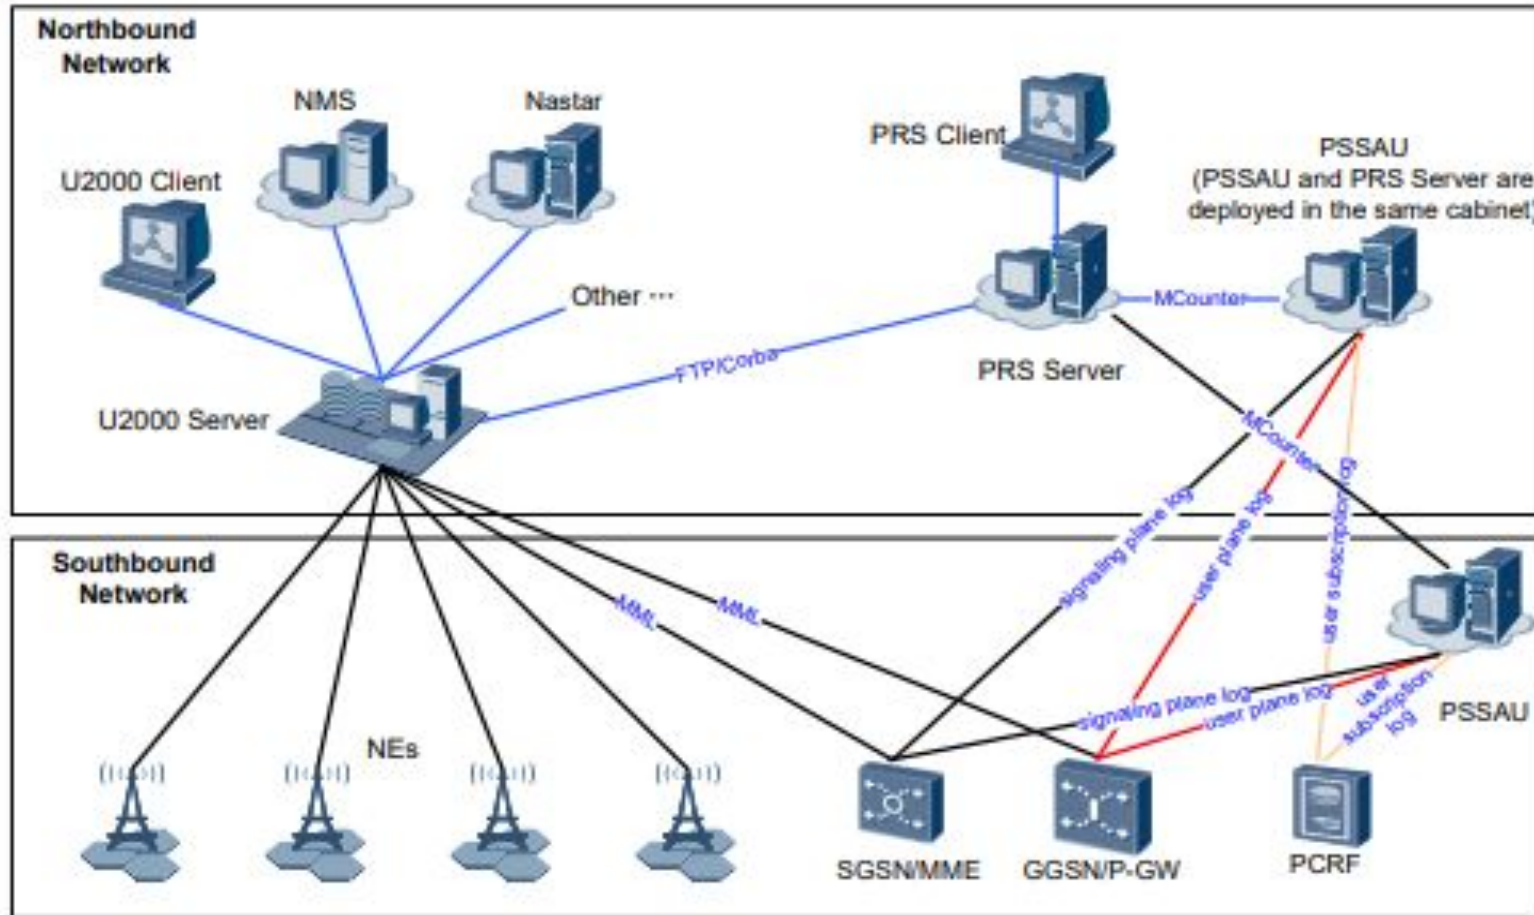 Northbound
Network
NMS
Nastar
U2000 Client
PRS Client
PSSAU
(PSSAU and PRS Server are
deployed in the same cabinet)
Other ...
MCounter
FTP/Corba
PRS Server
U2000 Server
MCounter
signaling plane log
user plane log
user subscription log
Southbound
Network
MML
MML
signaling plane log
user plane log
user
subscription
log
PSSAU
NEs
SGSN/MME
GGSN/P-GW
PCRF